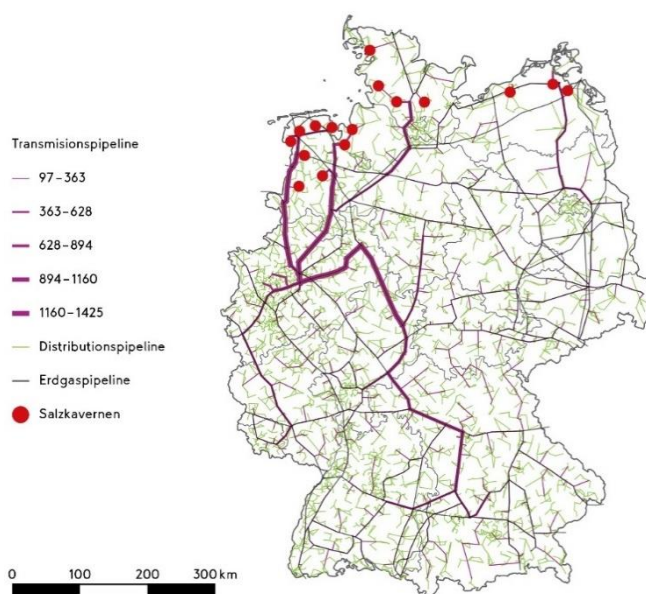 Transmisionspipeline
97–363
363–628
628–894
894–1160
1160–1425
Distributionspipeline
Erdgaspipeline
Salzkavernen
0 100 200 300 km